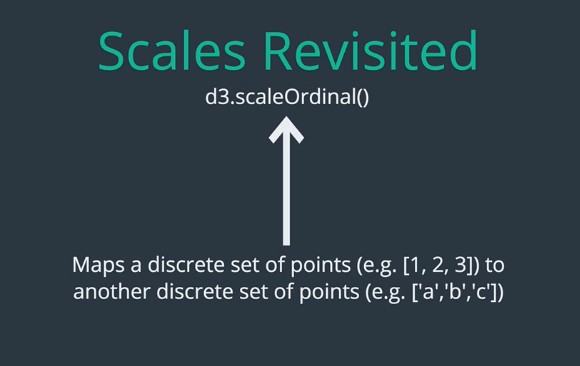 Scales Revisited
d3.scaleOrdinal()
Maps a discrete set of points (e.g. [1, 2, 3]) to
another discrete set of points (e.g. ['a','b','c'])